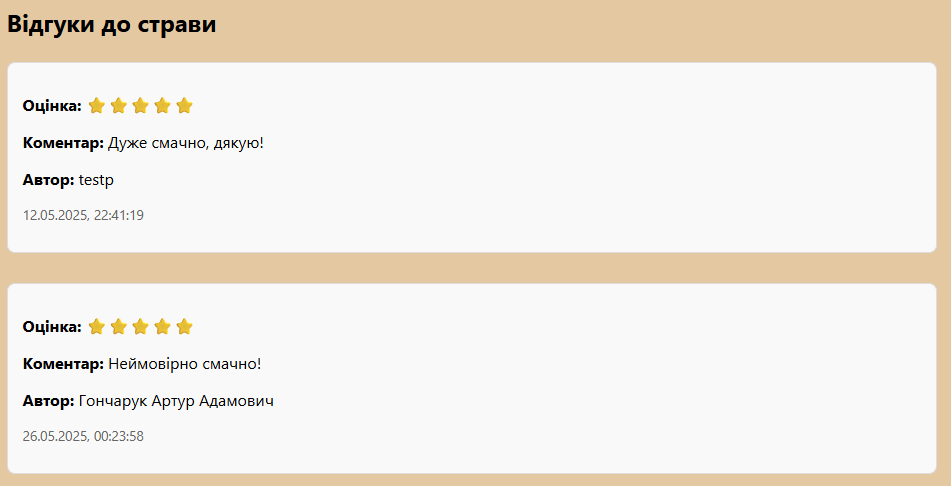 Відгуки до страви
Оцінка: ⭐⭐⭐⭐⭐
Коментар: Дуже смачно, дякую!
Автор: testp
12.05.2025, 22:41:19
Оцінка: ⭐⭐⭐⭐⭐
Коментар: Неймовірно смачно!
Автор: Гончарук Артур Адамович
26.05.2025, 00:23:58